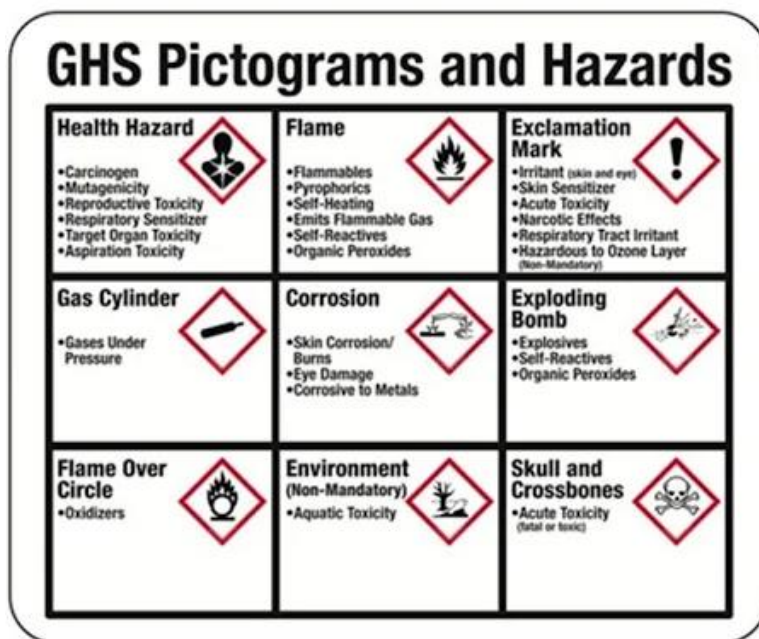 GHS Pictograms and Hazards
Health Hazard
•Carcinogen
•Mutagenicity
•Reproductive Toxicity
•Respiratory Sensitizer
•Target Organ Toxicity
•Aspiration Toxicity
Flame
•Flammables
•Pyrophorics
•Self-Heating
•Emits Flammable Gas
•Self-Reactives
•Organic Peroxides
Exclamation
Mark
•Irritant (skin and eye)
•Skin Sensitizer
•Acute Toxicity
•Narcotic Effects
•Respiratory Tract Irritant
•Hazardous to Ozone Layer
(Non-Mandatory)
Gas Cylinder
•Gases Under
Pressure
Corrosion
•Skin Corrosion/
Burns
•Eye Damage
•Corrosive to Metals
Exploding
Bomb
•Explosives
•Self-Reactives
•Organic Peroxides
Flame Over
Circle
•Oxidizers
Environment
(Non-Mandatory)
•Aquatic Toxicity
Skull and
Crossbones
•Acute Toxicity
(fatal or toxic)